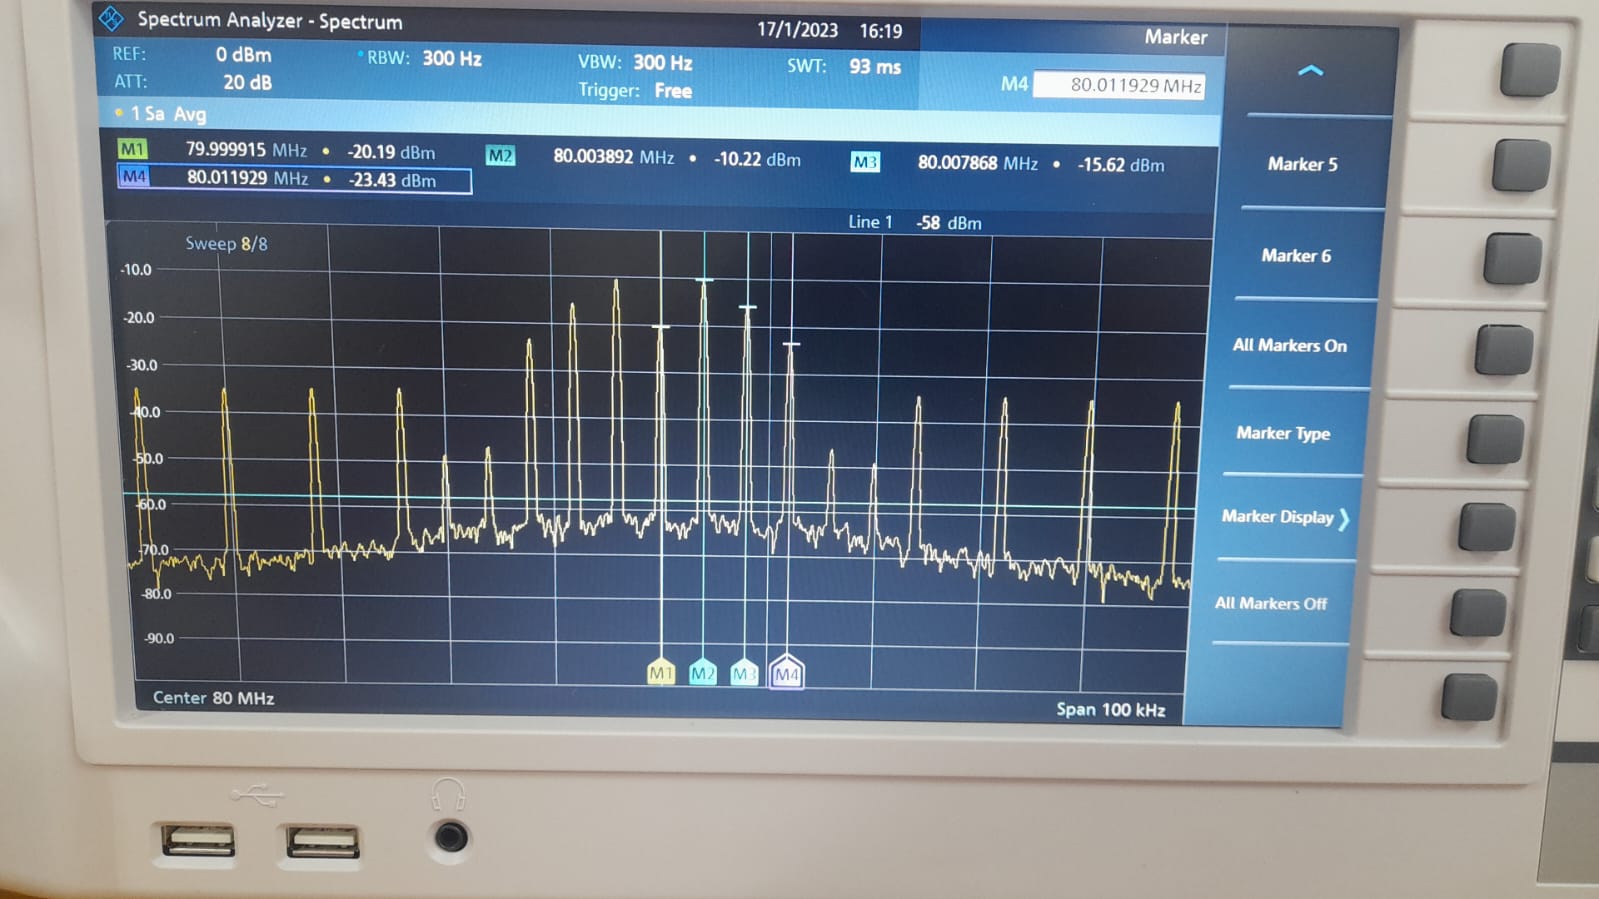 Spectrum Analyzer - Spectrum 17/1/2023 16:19 Marker
REF: 0 dBm RBW: 300 Hz VBW: 300 Hz SWT: 93 ms
ATT: 20 dB Trigger: Free M4 80.011929 MHz
1 Sa Avg
M1 79.999915 MHz • -20.19 dBm M2 80.003892 MHz • -10.22 dBm M3 80.007868 MHz • -15.62 dBm
M4 80.011929 MHz • -23.43 dBm
Line 1 -58 dBm
Sweep 8/8
-10.0
-20.0
-30.0
-40.0
-50.0
-60.0
-70.0
-80.0
-90.0
M1 M2 M3 M4
Center 80 MHz Span 100 kHz
Marker 5
Marker 6
All Markers On
Marker Type
Marker Display
All Markers Off